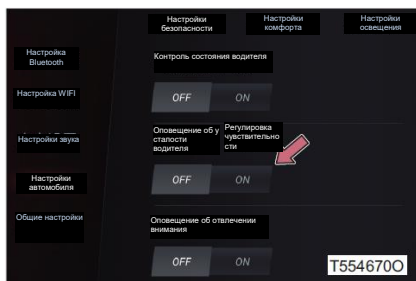 Настройки
безопасности
Настройки
комфорта
Настройки
освещения
Настройка
Bluetooth
Контроль состояния водителя
Настройка WIFI
OFF ON
Настройки звука
Оповещение об у
сталости
водителя
Регулировка
чувствительно
сти
Настройки
автомобиля
OFF ON
Общие настройки
Оповещение об отвлечении
внимания
OFF ON
T554670O